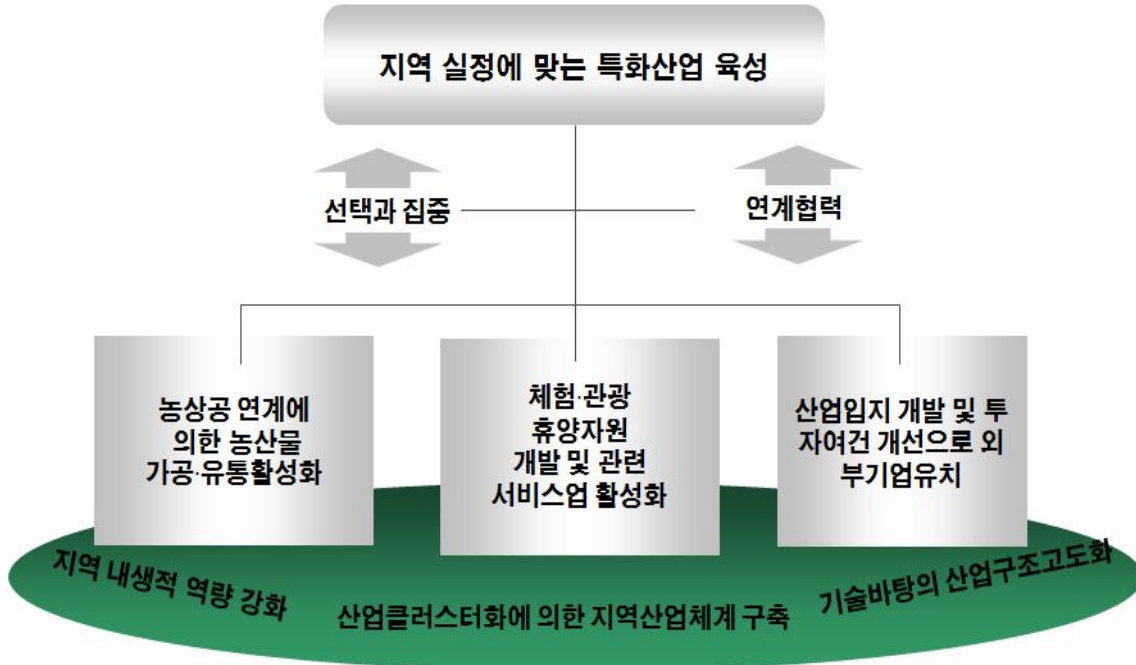 지역 실정에 맞는 특화산업 육성
선택과 집중
연계협력
농상공 연계에
의한 농산물
가공·유통활성화
체험·관광
휴양자원
개발 및 관련
서비스업 활성화
산업입지 개발 및 투
자여건 개선으로 외
부기업유치
지역 내생적 역량 강화
산업클러스터화에 의한 지역산업체계 구축
기술바탕의 산업구조고도화